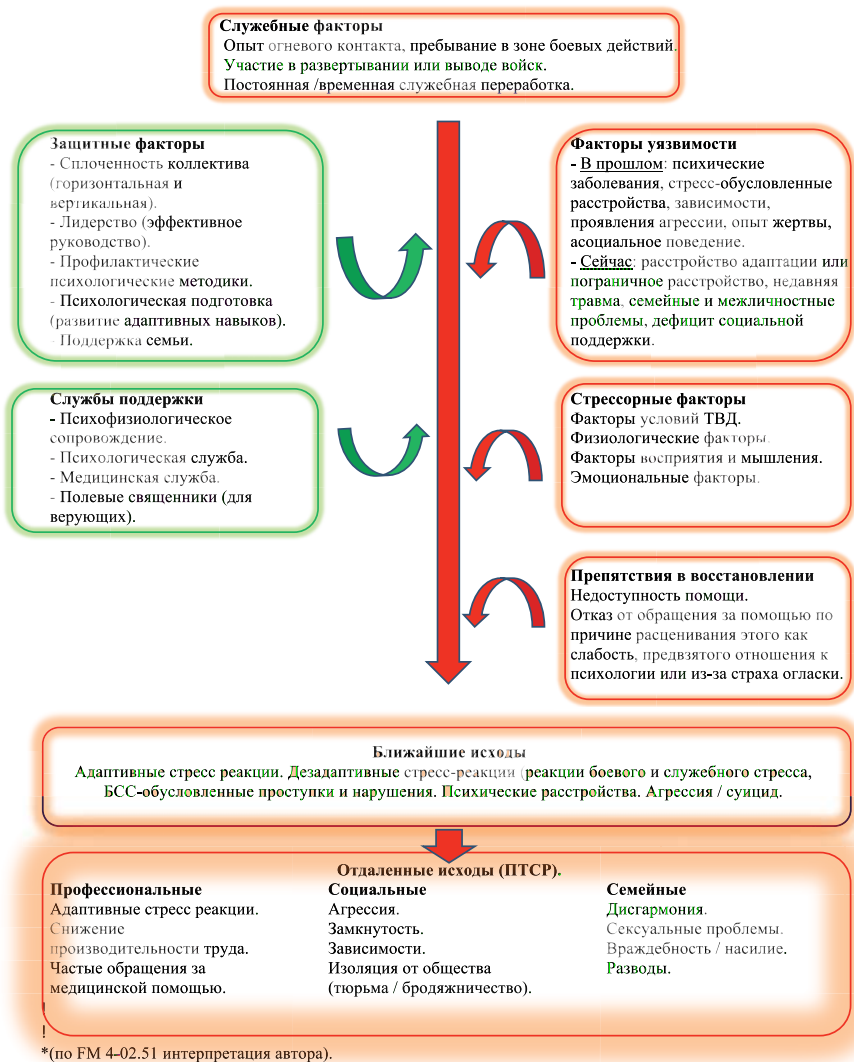 Служебные факторы
Опыт огневого контакта, пребывание в зоне боевых действий.
Участие в развертывании или выводе войск.
Постоянная /временная служебная переработка.
Защитные факторы
- Сплоченность коллектива
(горизонтальная и
вертикальная).
- Лидерство (эффективное
руководство).
- Профилактические
психологические методики.
- Психологическая подготовка
(развитие адаптивных навыков).
- Поддержка семьи.
Факторы уязвимости
- В прошлом: психические
заболевания, стресс-обусловленные
расстройства, зависимости,
проявления агрессии, опыт жертвы,
асоциальное поведение.
- Сейчас: расстройство адаптации или
пограничное расстройство, недавняя
травма, семейные и межличностные
проблемы, дефицит социальной
поддержки.
Службы поддержки
- Психофизиологическое
сопровождение.
- Психологическая служба.
- Медицинская служба.
- Полевые священники (для
верующих).
Стрессорные факторы
Факторы условий ТВД.
Физиологические факторы.
Факторы восприятия и мышления.
Эмоциональные факторы.
Препятствия в восстановлении
Недоступность помощи.
Отказ от обращения за помощью по
причине расценивания этого как
слабость, предвзятого отношения к
психологии или из-за страха огласки.
Ближайшие исходы
Адаптивные стресс реакции. Дезадаптивные стресс-реакции (реакции боевого и служебного стресса,
БСС-обусловленные проступки и нарушения. Психические расстройства. Агрессия / суицид.
Отдаленные исходы (ПТСР).
Профессиональные
Адаптивные стресс реакции.
Снижение
производительности труда.
Частые обращения за
медицинской помощью.
Социальные
Агрессия.
Замкнутость.
Зависимости.
Изоляция от общества
(тюрьма / бродяжничество).
Семейные
Дисгармония.
Сексуальные проблемы.
Враждебность / насилие.
Разводы.
!
!
*(по FM 4-02.51 интерпретация автора).